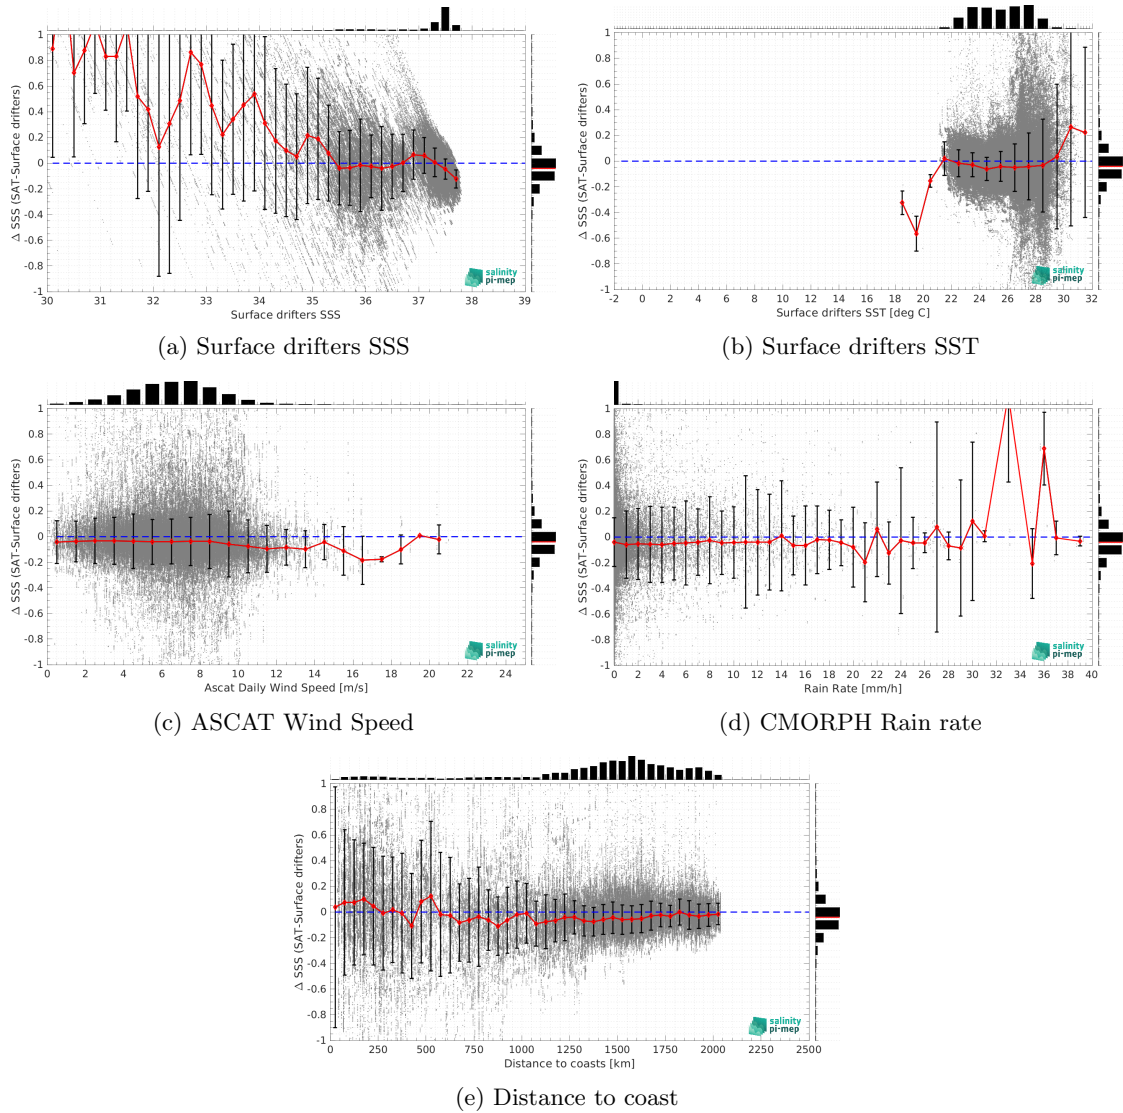 1
0.8
0.6
0.4
0.2
0
-0.2
-0.4
-0.6
-0.8
-1
Δ SSS (SAT-Surface drifters)
30 31 32 33 34 35 36 37 38 39
Surface drifters SSS
salinity
pi-mep
(a) Surface drifters SSS
1
0.8
0.6
0.4
0.2
0
-0.2
-0.4
-0.6
-0.8
-1
Δ SSS (SAT-Surface drifters)
-2 0 2 4 6 8 10 12 14 16 18 20 22 24 26 28 30 32
Surface drifters SST [deg C]
salinity
pi-mep
(b) Surface drifters SST
1
0.8
0.6
0.4
0.2
0
-0.2
-0.4
-0.6
-0.8
-1
Δ SSS (SAT-Surface drifters)
0 2 4 6 8 10 12 14 16 18 20 22 24
Ascat Daily Wind Speed [m/s]
salinity
pi-mep
(c) ASCAT Wind Speed
1
0.8
0.6
0.4
0.2
0
-0.2
-0.4
-0.6
-0.8
-1
Δ SSS (SAT-Surface drifters)
0 2 4 6 8 10 12 14 16 18 20 22 24 26 28 30 32 34 36 38 40
Rain Rate [mm/h]
salinity
pi-mep
(d) CMORPH Rain rate
1
0.8
0.6
0.4
0.2
0
-0.2
-0.4
-0.6
-0.8
-1
Δ SSS (SAT-Surface drifters)
0 250 500 750 1000 1250 1500 1750 2000 2250 2500
Distance to coasts [km]
salinity
pi-mep
(e) Distance to coast